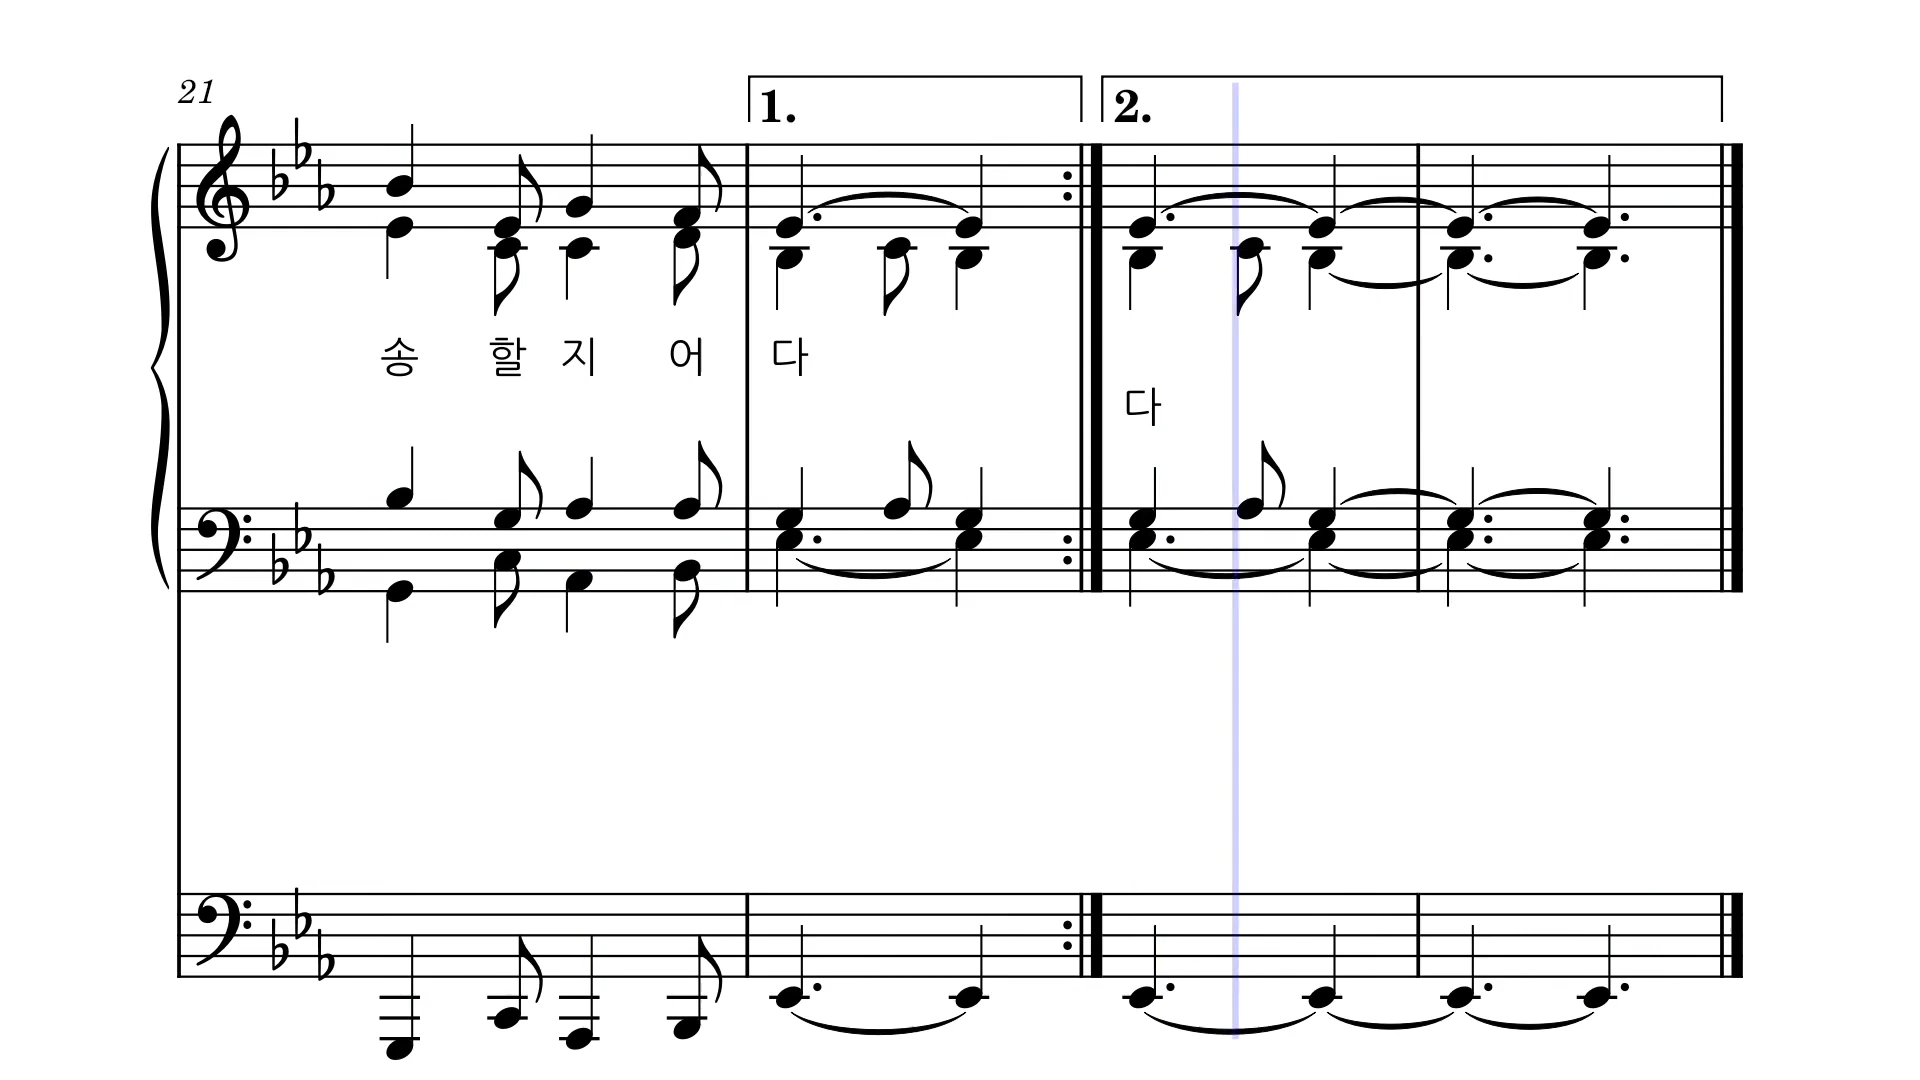 21
1. 2.
송 할 지 어 다
다